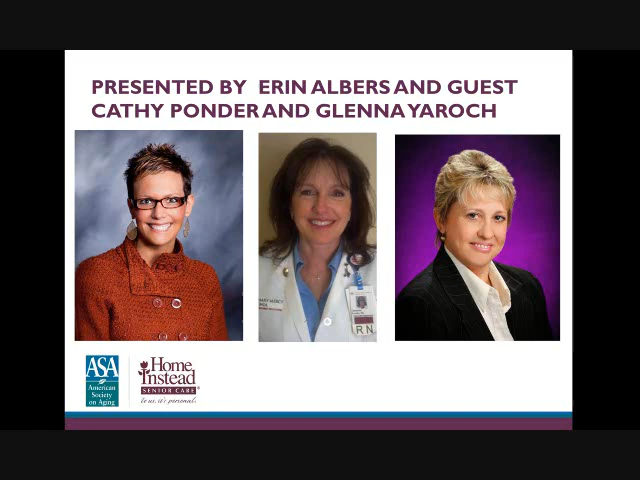 PRESENTED BY ERIN ALBERS AND GUEST
CATHY PONDER AND GLENNA YAROCH
RN
ASA
American
Society
on Aging
Home
Instead
SENIOR CARE
to us, it's personal.